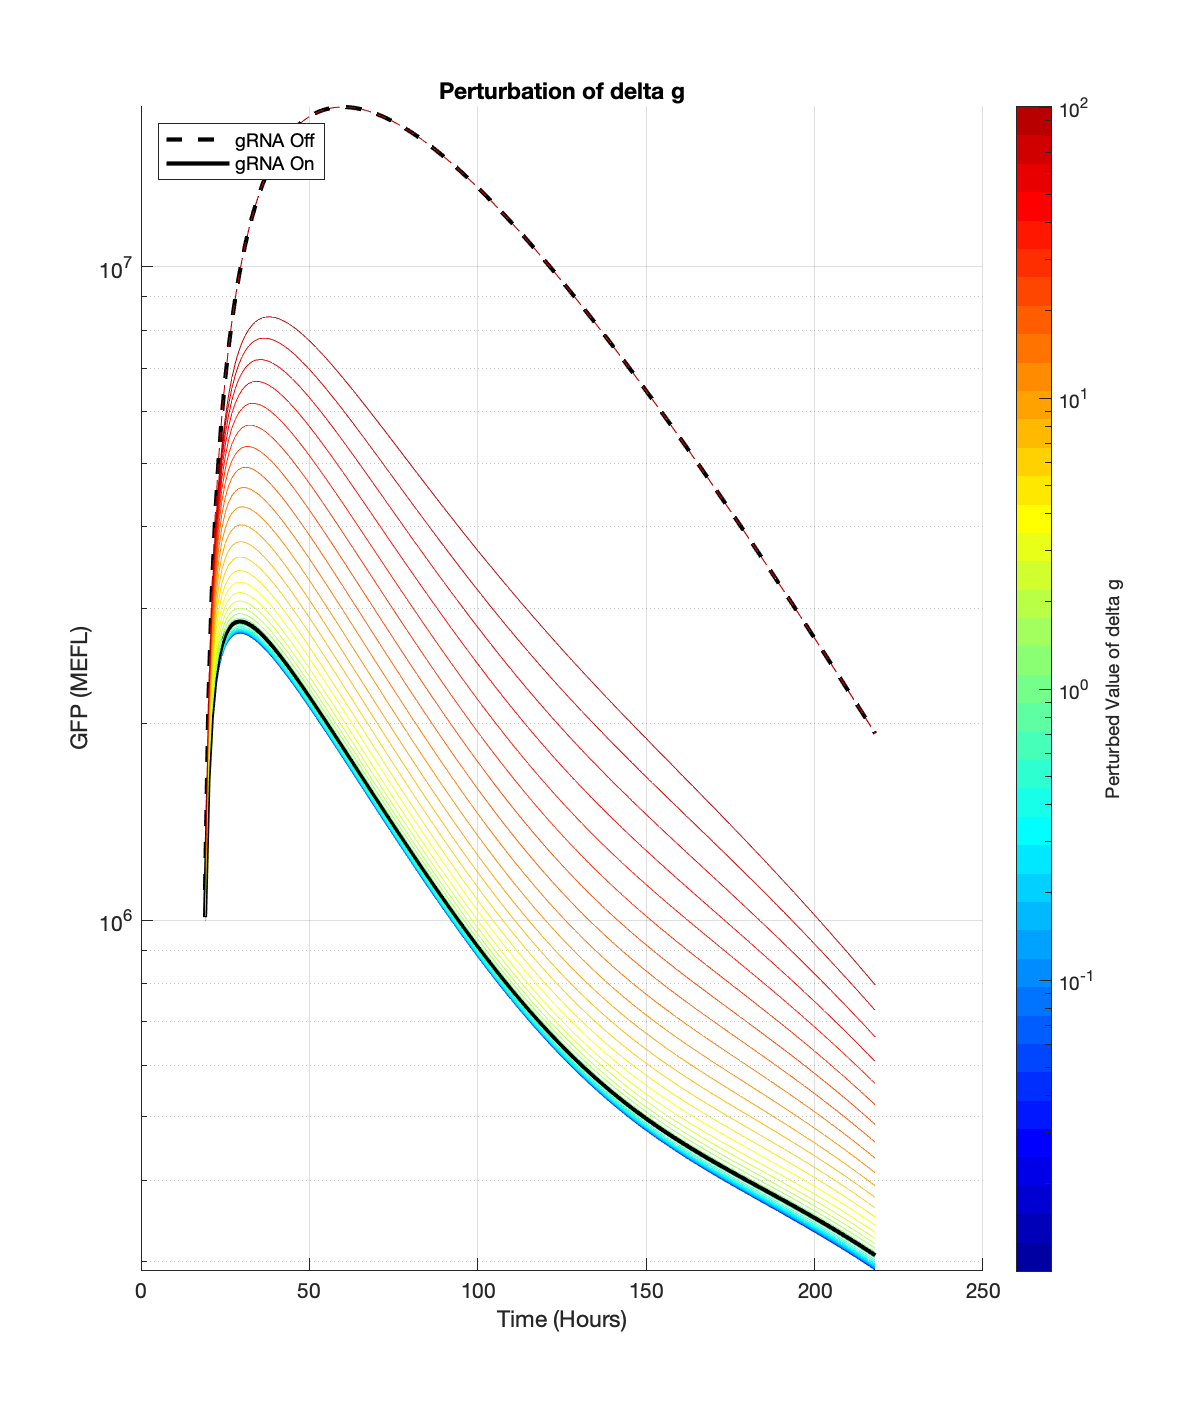 Perturbation of delta g
gRNA Off
gRNA On
10^7
10^6
GFP (MEFL)
0
50
100
150
200
250
Time (Hours)
10^2
10^1
10^0
10^-1
Perturbed Value of delta g